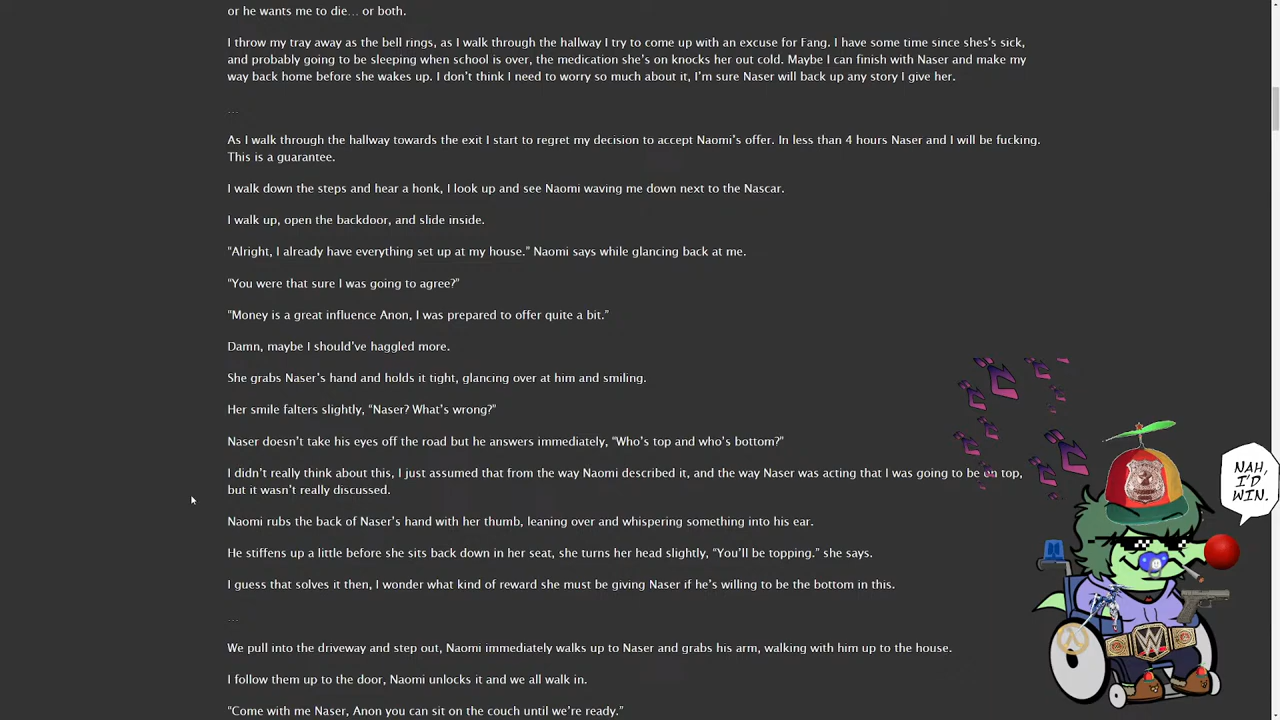 or he wants me to die… or both.
I throw my tray away as the bell rings, as I walk through the hallway I try to come up with an excuse for Fang. I have some time since shes's sick,
and probably going to be sleeping when school is over, the medication she's on knocks her out cold. Maybe I can finish with Naser and make my
way back home before she wakes up. I don't think I need to worry so much about it, I'm sure Naser will back up any story I give her.
…
As I walk through the hallway towards the exit I start to regret my decision to accept Naomi's offer. In less than 4 hours Naser and I will be fucking.
This is a guarantee.
I walk down the steps and hear a honk, I look up and see Naomi waving me down next to the Nascar.
I walk up, open the backdoor, and slide inside.
"Alright, I already have everything set up at my house." Naomi says while glancing back at me.
"You were that sure I was going to agree?"
"Money is a great influence Anon, I was prepared to offer quite a bit."
Damn, maybe I should've haggled more.
She grabs Naser's hand and holds it tight, glancing over at him and smiling.
Her smile falters slightly, "Naser? What's wrong?"
Naser doesn't take his eyes off the road but he answers immediately, "Who's top and who's bottom?"
I didn't really think about this, I just assumed that from the way Naomi described it, and the way Naser was acting that I was going to be on top,
but it wasn't really discussed.
Naomi rubs the back of Naser's hand with her thumb, leaning over and whispering something into his ear.
He stiffens up a little before she sits back down in her seat, she turns her head slightly, "You'll be topping." she says.
I guess that solves it then, I wonder what kind of reward she must be giving Naser if he's willing to be the bottom in this.
…
We pull into the driveway and step out, Naomi immediately walks up to Naser and grabs his arm, walking with him up to the house.
I follow them up to the door, Naomi unlocks it and we all walk in.
"Come with me Naser, Anon you can sit on the couch until we're ready."
NAH,
I'D
WIN.
W